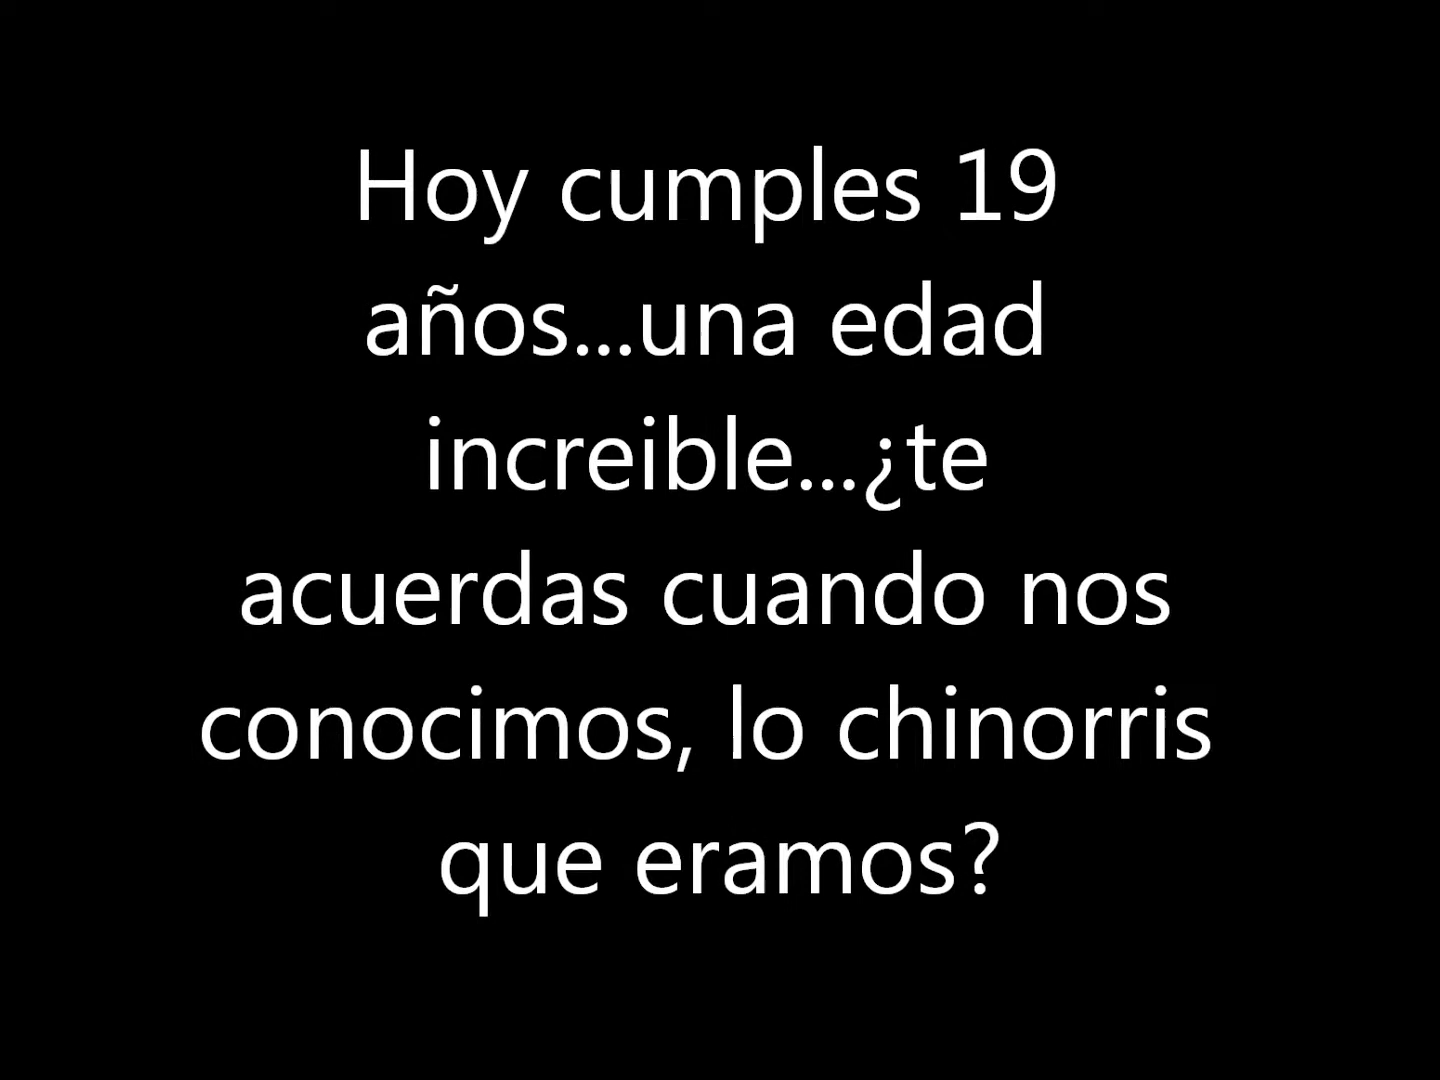 Hoy cumples 19
años...una edad
increible...¿te
acuerdas cuando nos
conocimos, lo chinorris
que eramos?